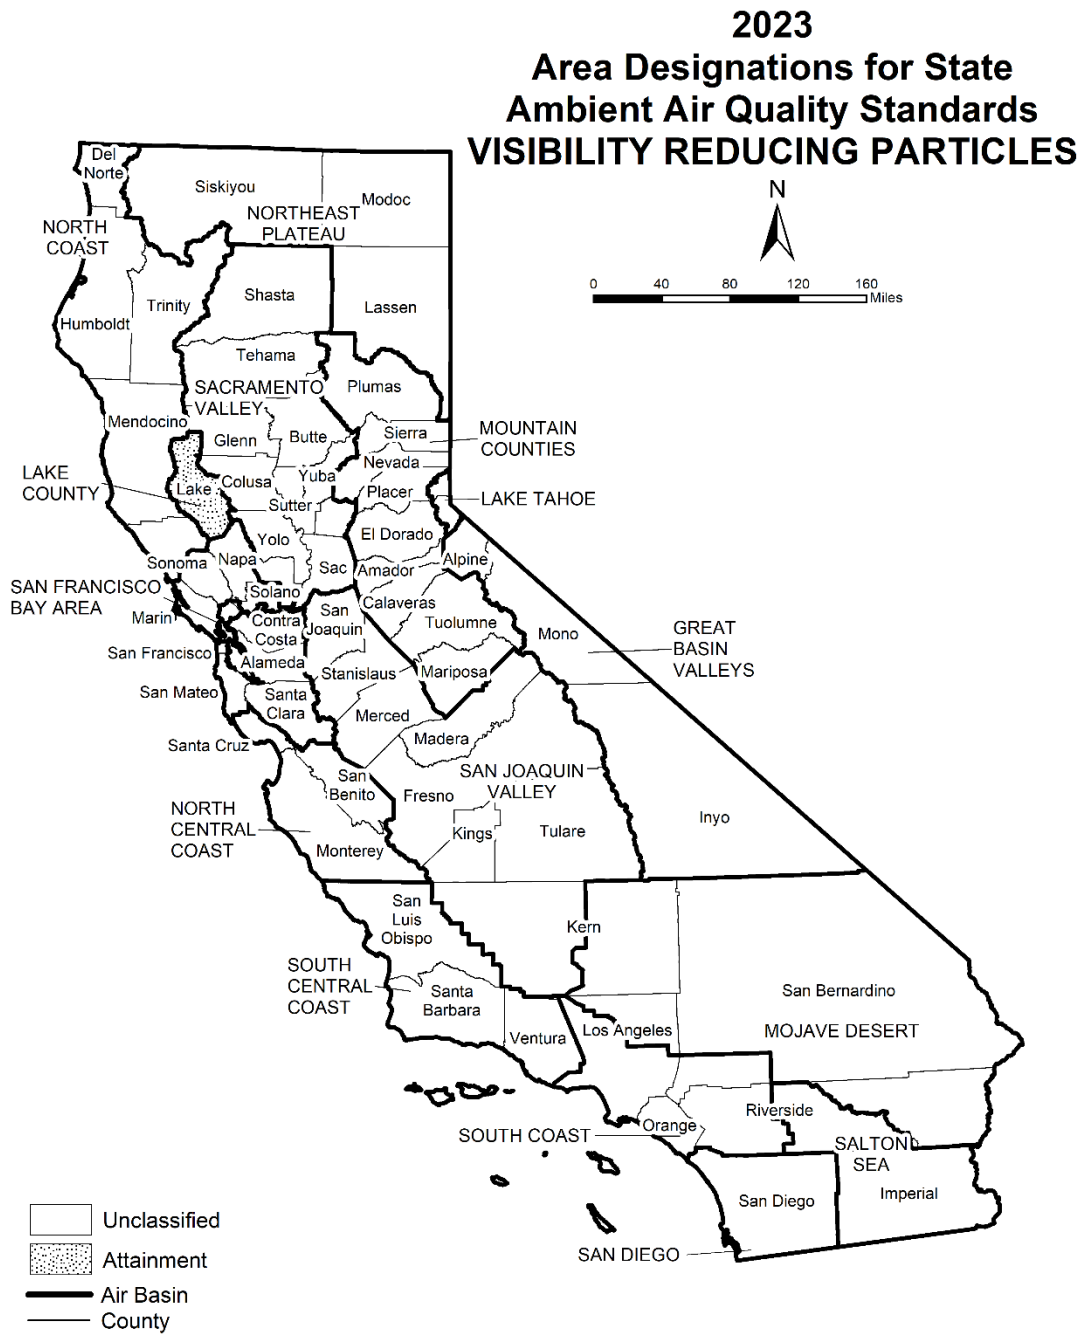 2023
Area Designations for State
Ambient Air Quality Standards
VISIBILITY REDUCING PARTICLES
N
0 40 80 120 160
Miles
Del
Norte
Siskiyou
Modoc
NORTHEAST
PLATEAU
NORTH
COAST
Shasta
Trinity
Lassen
Humboldt
Tehama
SACRAMENTO
VALLEY
Plumas
Mendocino
Glenn
Butte
Sierra
MOUNTAIN
COUNTIES
Nevada
LAKE
COUNTY
Lake
Colusa
Yuba
Placer
LAKE TAHOE
Sutter
El Dorado
Yolo
Sonoma
Napa
Sac
Amador
Alpine
SAN FRANCISCO
BAY AREA
Solano
Marin
Contra
Costa
San
Joaquin
Calaveras
Tuolumne
Mono
GREAT
BASIN
VALLEYS
San Francisco
Alameda
Stanislaus
Mariposa
San Mateo
Santa
Clara
Merced
Santa Cruz
Madera
SAN JOAQUIN
VALLEY
San
Benito
Fresno
NORTH
CENTRAL
COAST
Kings
Tulare
Inyo
Monterey
San
Luis
Obispo
Kern
SOUTH
CENTRAL
COAST
Santa
Barbara
San Bernardino
Ventura
Los Angeles
MOJAVE DESERT
Riverside
SOUTH COAST
Orange
SALTON
SEA
San Diego
Imperial
SAN DIEGO
Unclassified
Attainment
Air Basin
County